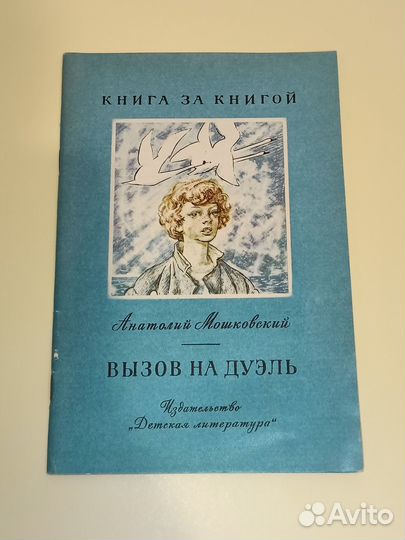 КНИГА ЗА КНИГОЙ
Анатолий Мошковский
ВЫЗОВ НА ДУЭЛЬ
Издательство
„Детская литература“
Avito